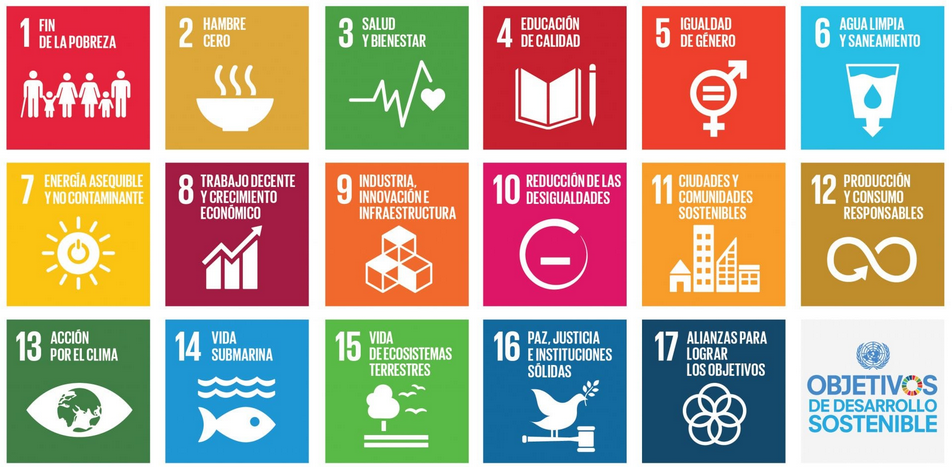 1 FIN
DE LA POBREZA
2 HAMBRE
CERO
3 SALUD
Y BIENESTAR
4 EDUCACIÓN
DE CALIDAD
5 IGUALDAD
DE GÉNERO
6 AGUA LIMPIA
Y SANEAMIENTO
7 ENERGÍA ASEQUIBLE
Y NO CONTAMINANTE
8 TRABAJO DECENTE
Y CRECIMIENTO
ECONÓMICO
9 INDUSTRIA,
INNOVACIÓN E
INFRAESTRUCTURA
10 REDUCCIÓN DE LAS
DESIGUALDADES
11 CIUDADES Y
COMUNIDADES
SOSTENIBLES
12 PRODUCCIÓN
Y CONSUMO
RESPONSABLES
13 ACCIÓN
POR EL CLIMA
14 VIDA
SUBMARINA
15 VIDA
DE ECOSISTEMAS
TERRESTRES
16 PAZ, JUSTICIA
E INSTITUCIONES
SÓLIDAS
17 ALIANZAS PARA
LOGRAR
LOS OBJETIVOS
OBJETIVOS
DE DESARROLLO
SOSTENIBLE